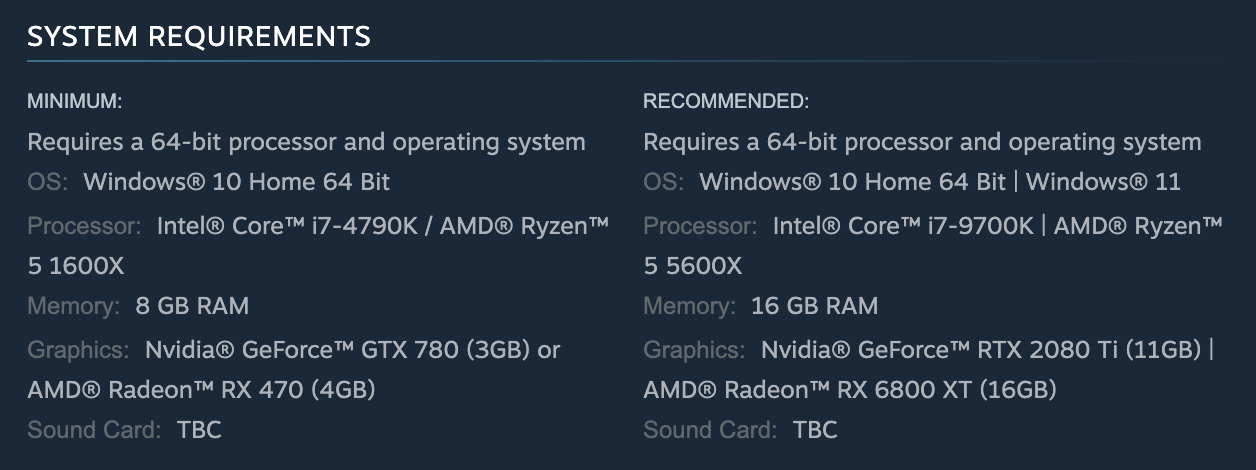 SYSTEM REQUIREMENTS
MINIMUM:
Requires a 64-bit processor and operating system
OS: Windows® 10 Home 64 Bit
Processor: Intel® Core™ i7-4790K / AMD® Ryzen™
5 1600X
Memory: 8 GB RAM
Graphics: Nvidia® GeForce™ GTX 780 (3GB) or
AMD® Radeon™ RX 470 (4GB)
Sound Card: TBC
RECOMMENDED:
Requires a 64-bit processor and operating system
OS: Windows® 10 Home 64 Bit | Windows® 11
Processor: Intel® Core™ i7-9700K | AMD® Ryzen™
5 5600X
Memory: 16 GB RAM
Graphics: Nvidia® GeForce™ RTX 2080 Ti (11GB) |
AMD® Radeon™ RX 6800 XT (16GB)
Sound Card: TBC